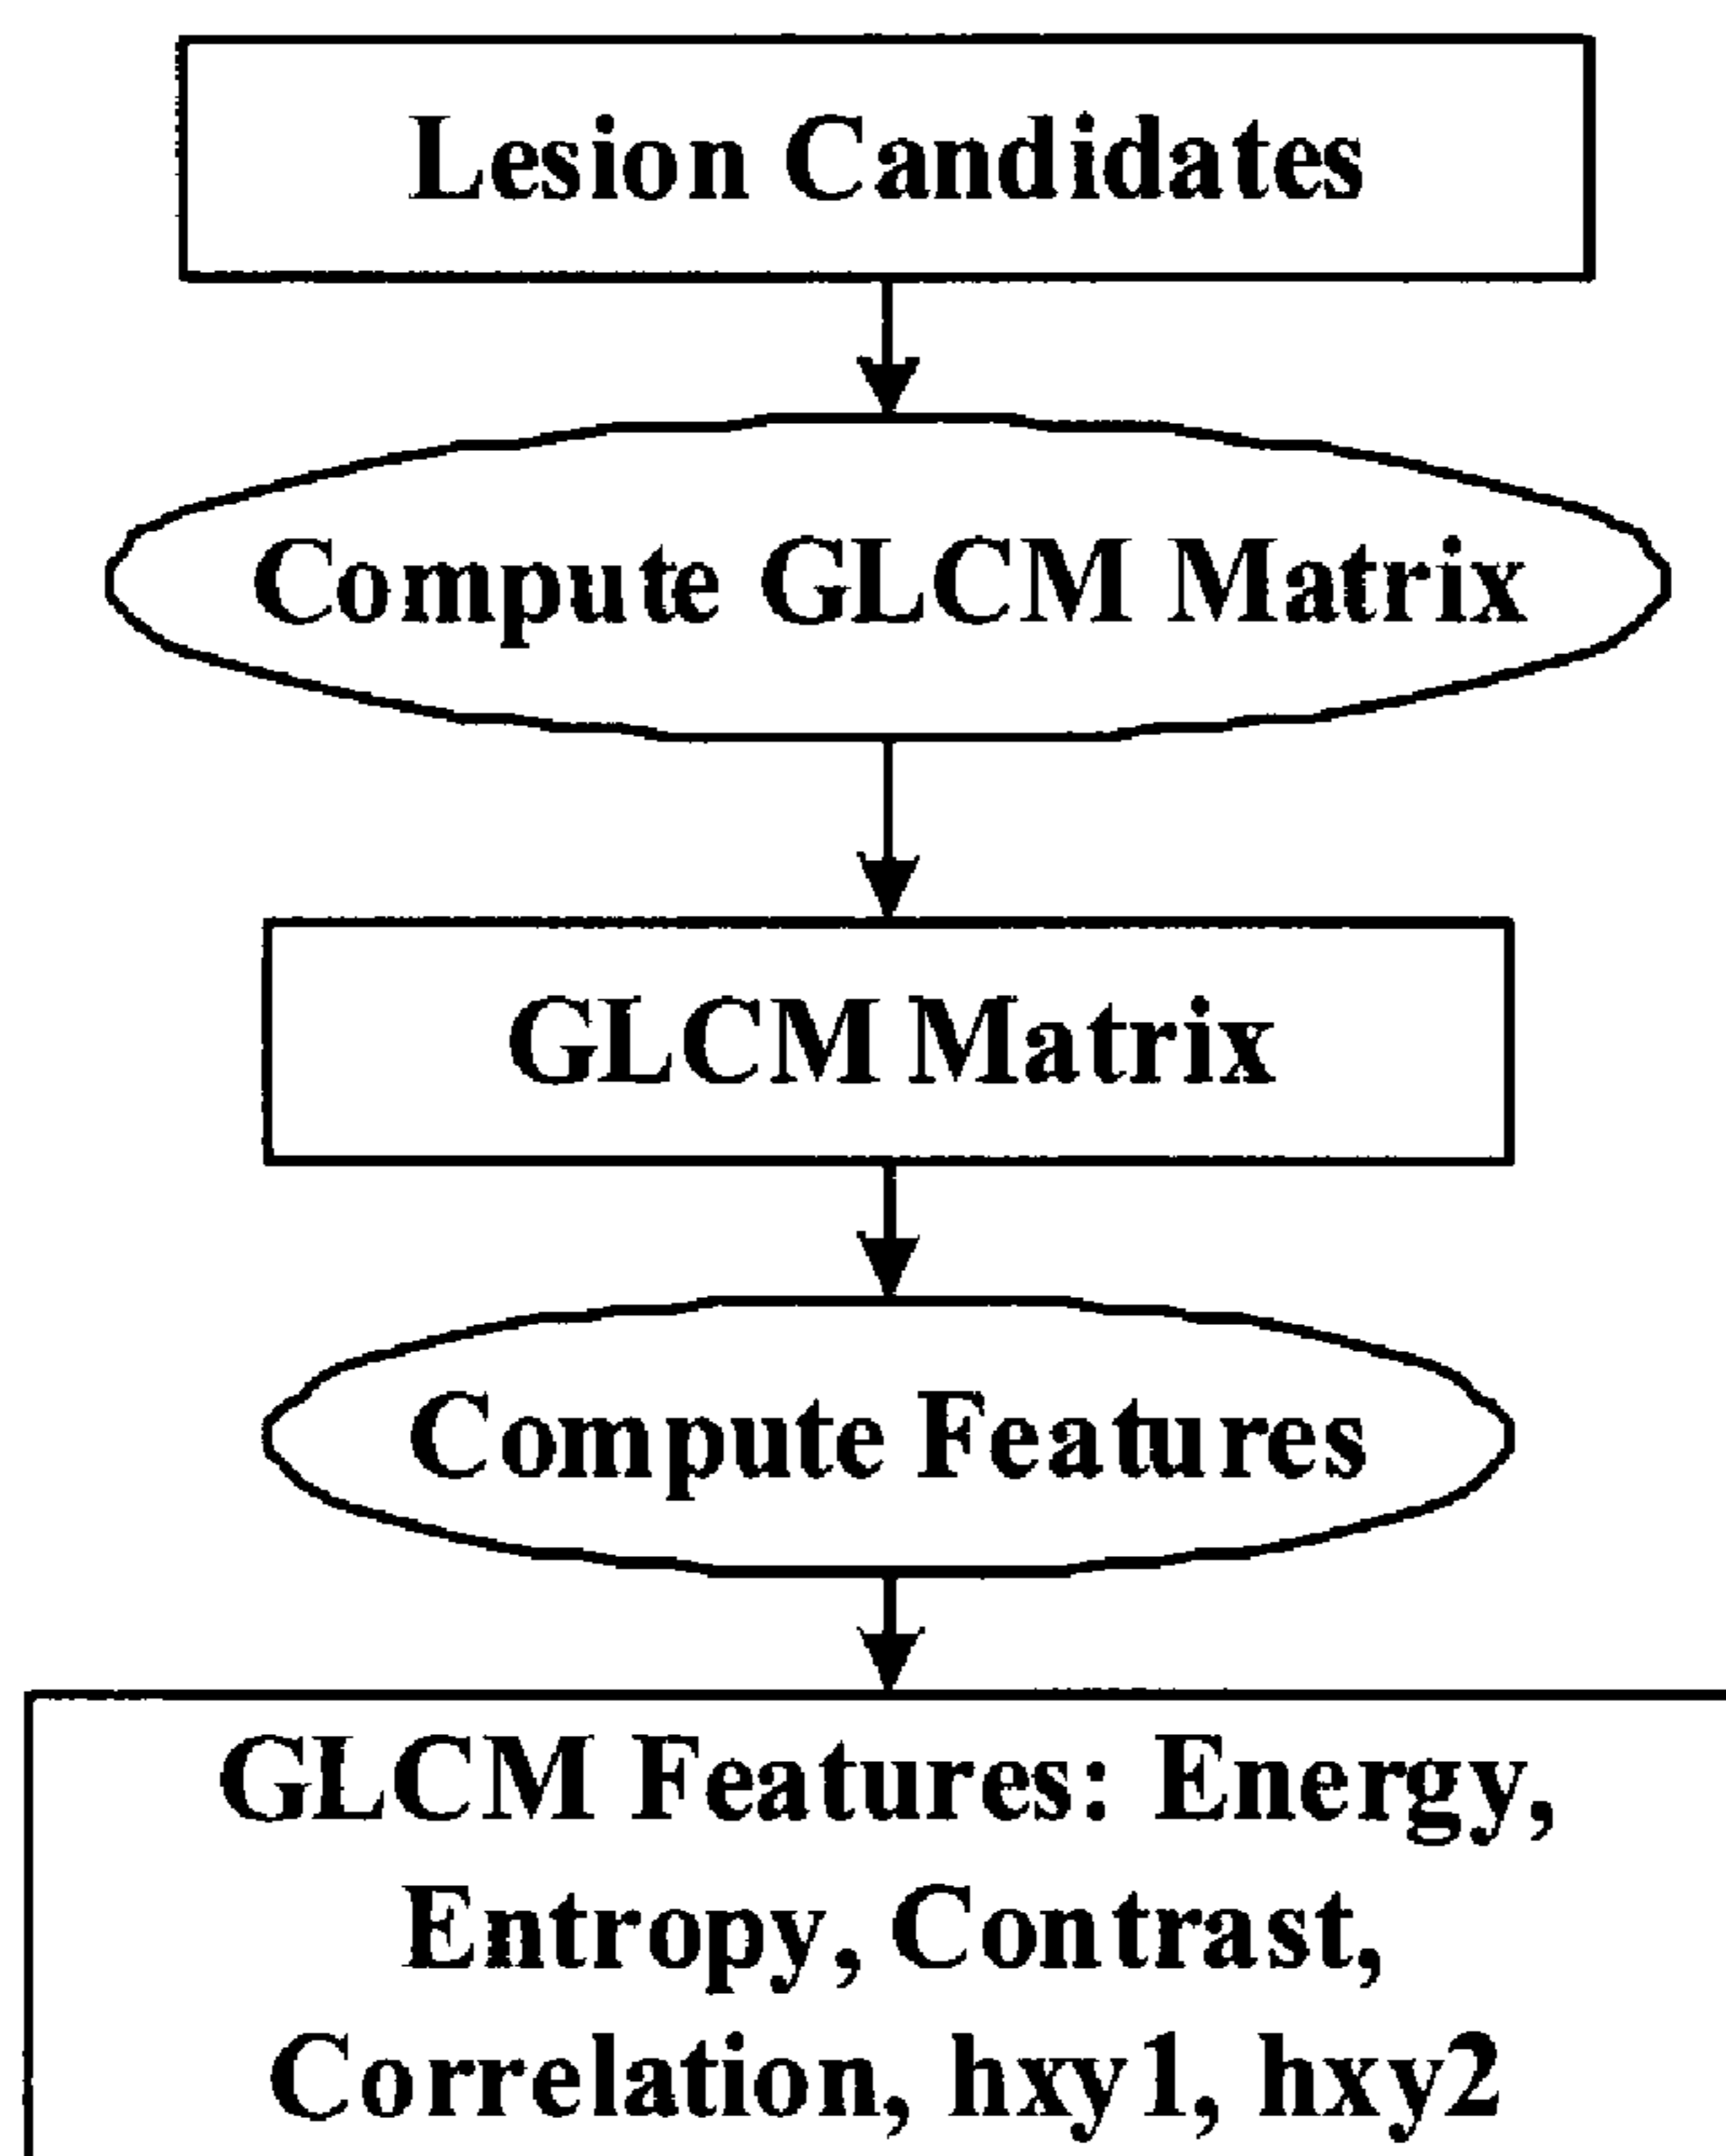 Lesion Candidates
Compute GLCM Matrix
GLCM Matrix
Compute Features
GLCM Features: Energy,
Entropy, Contrast,
Correlation, hxy1, hxy2